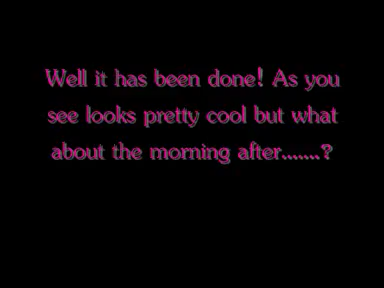 Well it has been done! As you
see looks pretty cool but what
about the morning after.......?